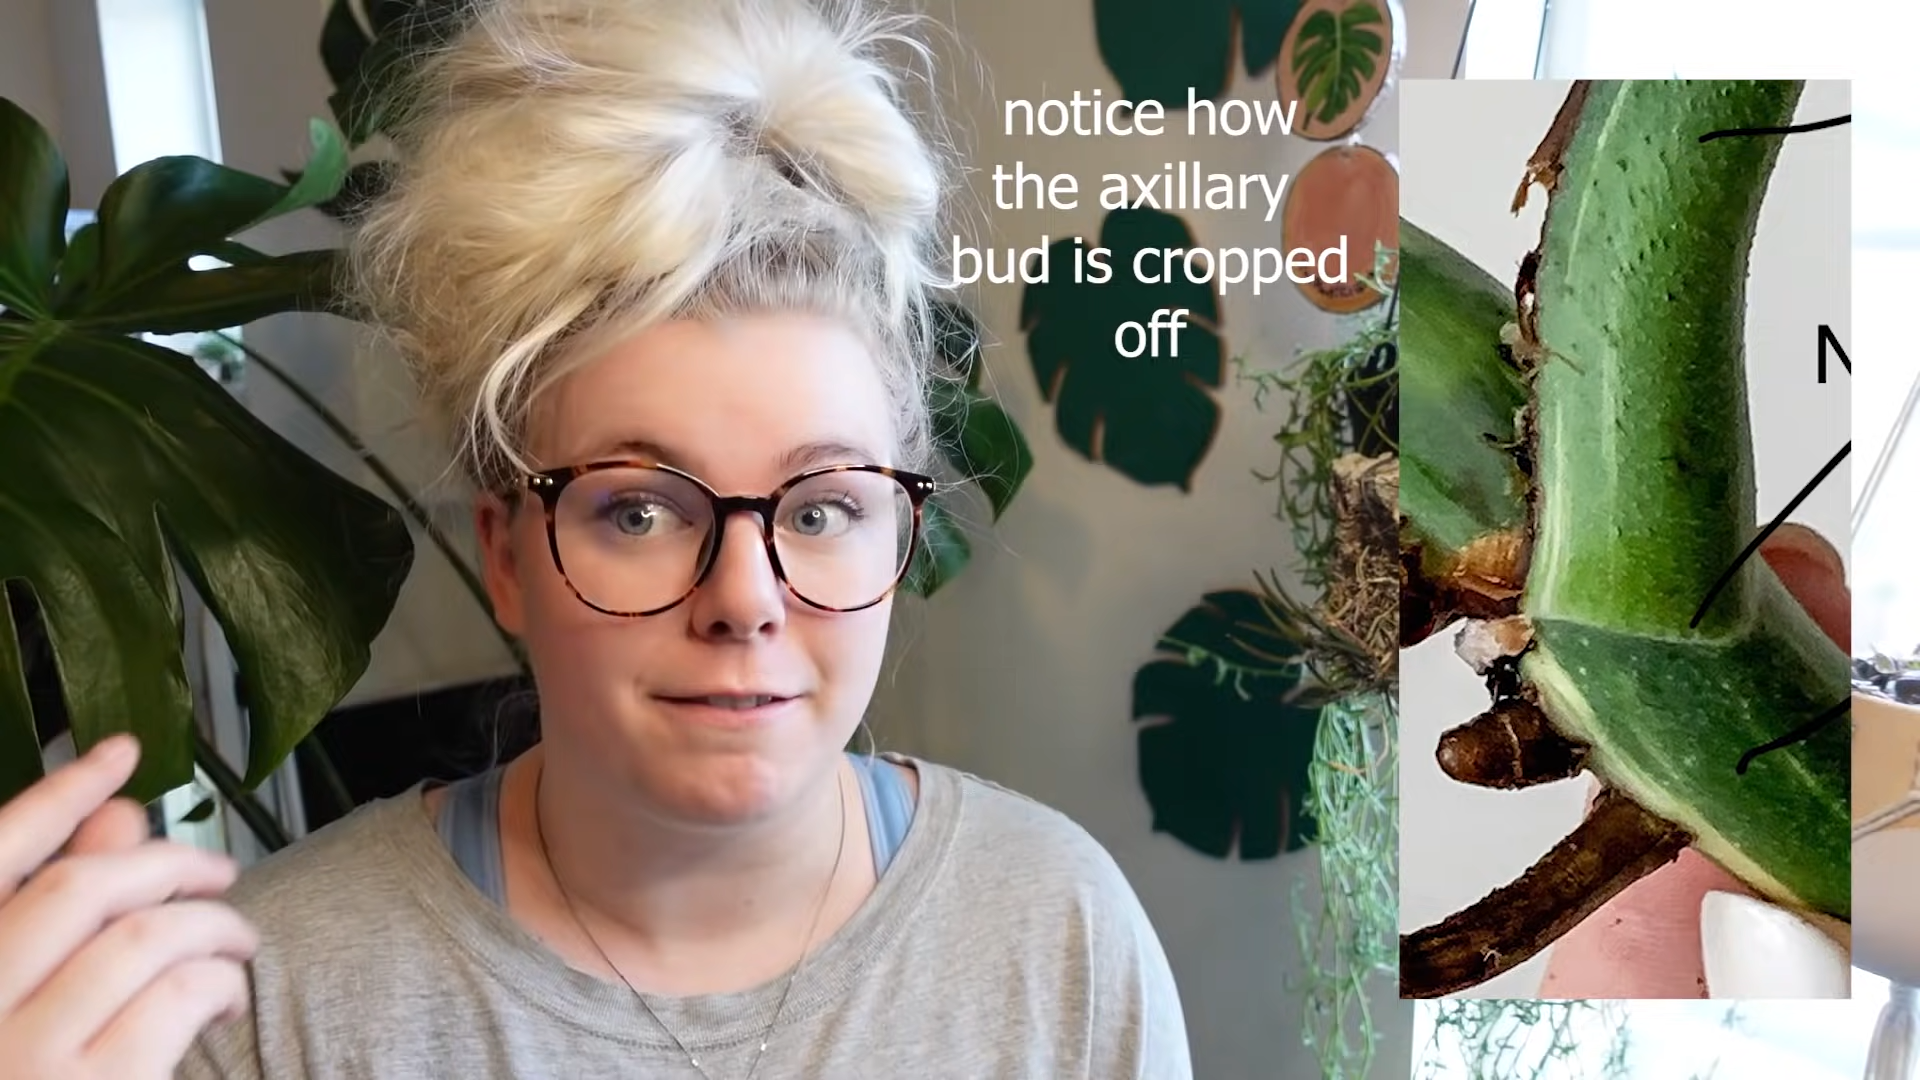 notice how
the axillary
bud is cropped
off
N